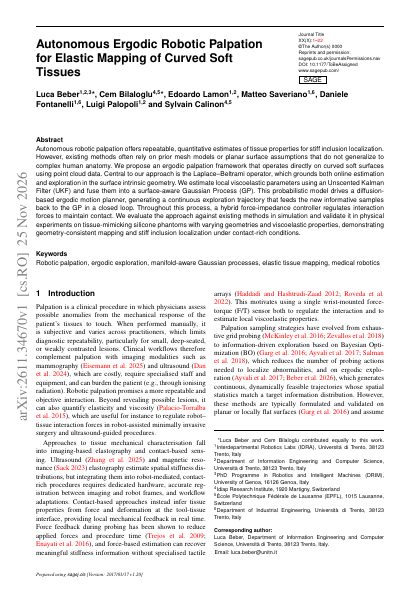 Journal Title
XX(X):1–22
©The Author(s) 0000
Reprints and permission:
sagepub.co.uk/journalsPermissions.nav
DOI: 10.1177/ToBeAssigned
www.sagepub.com/
SAGE
Autonomous Ergodic Robotic Palpation
for Elastic Mapping of Curved Soft
Tissues
Luca Beber1,2,3*, Cem Bilaloglu4,5*, Edoardo Lamon1,2, Matteo Saveriano1,6, Daniele
Fontanelli1,6, Luigi Palopoli1,2 and Sylvain Calinon4,5
Abstract
Autonomous robotic palpation offers repeatable, quantitative estimates of tissue properties for stiff inclusion localization.
However, existing methods often rely on prior mesh models or planar surface assumptions that do not generalize to
complex human anatomy. We propose an ergodic palpation framework that operates directly on curved soft surfaces
using point cloud data. Central to our approach is the Laplace–Beltrami operator, which grounds both online estimation
and exploration in the surface intrinsic geometry. We estimate local viscoelastic parameters using an Unscented Kalman
Filter (UKF) and fuse them into a surface-aware Gaussian Process (GP). This probabilistic model drives a diffusion-
based ergodic motion planner, generating a continuous exploration trajectory that feeds the new informative samples
back to the GP in a closed loop. Throughout this process, a hybrid force controller regulates interaction
forces to maintain contact. We evaluate the approach against existing methods in simulation and validate it in physical
experiments on tissue-mimicking silicone phantoms with varying geometries and viscoelastic properties, demonstrating
geometry-consistent mapping and stiff inclusion localization under contact-rich conditions.
Keywords
Robotic palpation, ergodic exploration, manifold-aware Gaussian processes, elastic tissue mapping, medical robotics
1 Introduction
Palpation is a clinical procedure in which physicians assess
possible anomalies from the mechanical response of the
patient's tissues to touch. When performed manually, it
is subjective and varies across practitioners, which limits
diagnostic repeatability, particularly for small, deep-seated,
or weakly contrasted lesions. Clinical workflows therefore
complement palpation with imaging modalities such as
mammography (Eisemann et al. 2025) and ultrasound (Dan
et al. 2024), which are costly, require specialised staff and
equipment, and can burden the patient (e.g., through ionising
radiation). Robotic palpation promises a more repeatable and
objective interaction. Beyond revealing possible lesions, it
can also quantify elasticity and viscosity (Palacio-Torralba
et al. 2015), which are useful for instance to regulate robot–
tissue interaction forces in robot-assisted minimally invasive
surgery and ultrasound-guided procedures.
Approaches to tissue mechanical characterisation fall
into imaging-based elastography and contact-based sens-
ing. Ultrasound (Zhang et al. 2025) and magnetic reso-
nance (Sack 2023) elastography estimate spatial stiffness dis-
tributions, but integrating them into robot-mediated, contact-
rich procedures requires dedicated hardware, accurate reg-
istration between imaging and robot frames, and workflow
adaptations. Contact-based approaches instead infer tissue
properties from force and deformation at the tool-tissue
interface, providing local mechanical feedback in real time.
Force feedback during probing has been shown to reduce
applied forces and procedure time (Trejos et al. 2009;
Enayati et al. 2016), and force-based estimation can recover
meaningful stiffness information without specialised tactile
arrays (Haddadi and Hashtrudi-Zaad 2012; Roveda et al.
2022). This motivates using a single wrist-mounted force-
torque (F/T) sensor both to regulate the interaction and to
estimate local viscoelastic properties.
Palpation sampling strategies have evolved from exhaus-
tive grid probing (McKinley et al. 2016; Zevallos et al. 2018)
to information-driven exploration based on Bayesian Opti-
mization (BO) (Garg et al. 2016; Ayvali et al. 2017; Salman
et al. 2018), which reduces the number of probing actions
needed to localize abnormalities, and on ergodic explo-
ration (Ayvali et al. 2017; Beber et al. 2026), which generates
continuous, dynamically feasible trajectories whose spatial
statistics match a target information distribution. However,
these methods are typically formulated and validated on
planar or locally flat surfaces (Garg et al. 2016) and assume
*Luca Beber and Cem Bilaloglu contributed equally to this work.
1Interdepartmental Robotics Labs (IDRA), Università di Trento, 38123
Trento, Italy
2Department of Information Engineering and Computer Science,
Università di Trento, 38123 Trento, Italy
3PhD Programme in Robotics and Intelligent Machines (DRIM),
University of Genoa, 16126 Genoa, Italy
4Idiap Research Institute, 1920 Martigny, Switzerland
5École Polytechnique Fédérale de Lausanne (EPFL), 1015 Lausanne,
Switzerland
6Department of Industrial Engineering, Università di Trento, 38123
Trento, Italy
Corresponding author:
Luca Beber, Department of Information Engineering and Computer
Science, Università di Trento, 38123 Trento, Italy.
Email: luca.beber@unitn.it
Prepared using sagej.cls [Version: 2017/01/17 v1.20]
arXiv:2611.34670v1 [cs.RO] 25 Nov 2026